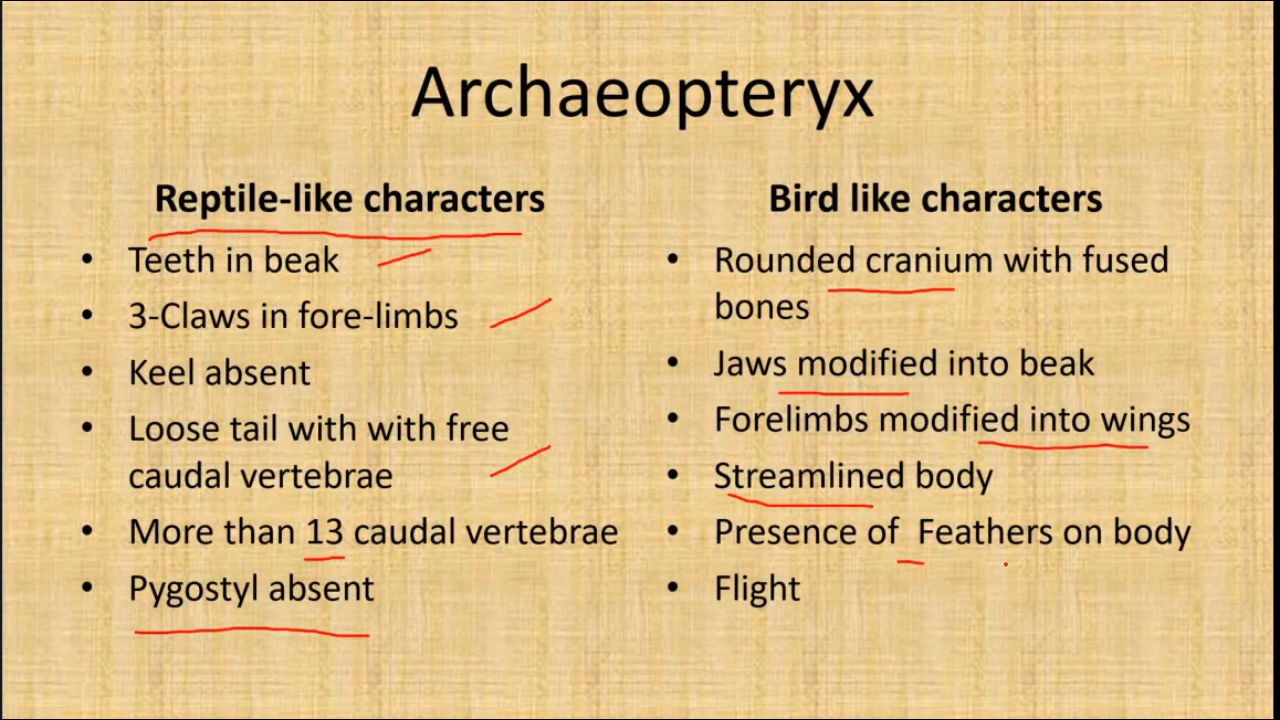 Archaeopteryx
Reptile-like characters
• Teeth in beak
• 3-Claws in fore-limbs
• Keel absent
• Loose tail with with free
caudal vertebrae
• More than 13 caudal vertebrae
• Pygostyl absent
Bird like characters
• Rounded cranium with fused
bones
• Jaws modified into beak
• Forelimbs modified into wings
• Streamlined body
• Presence of  Feathers on body
• Flight